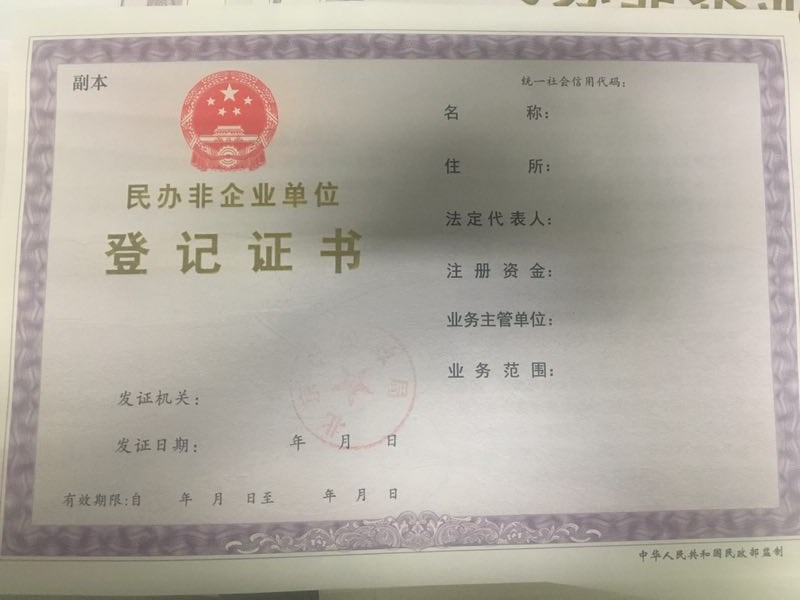 副本
民办非企业单位
登记证书
发证机关：
发证日期： 年 月 日
有效期限:自 年 月 日至 年 月 日
统一社会信用代码：
名 称：
住 所：
法定代表人：
注册资金：
业务主管单位：
业务范围：
中华人民共和国民政部监制